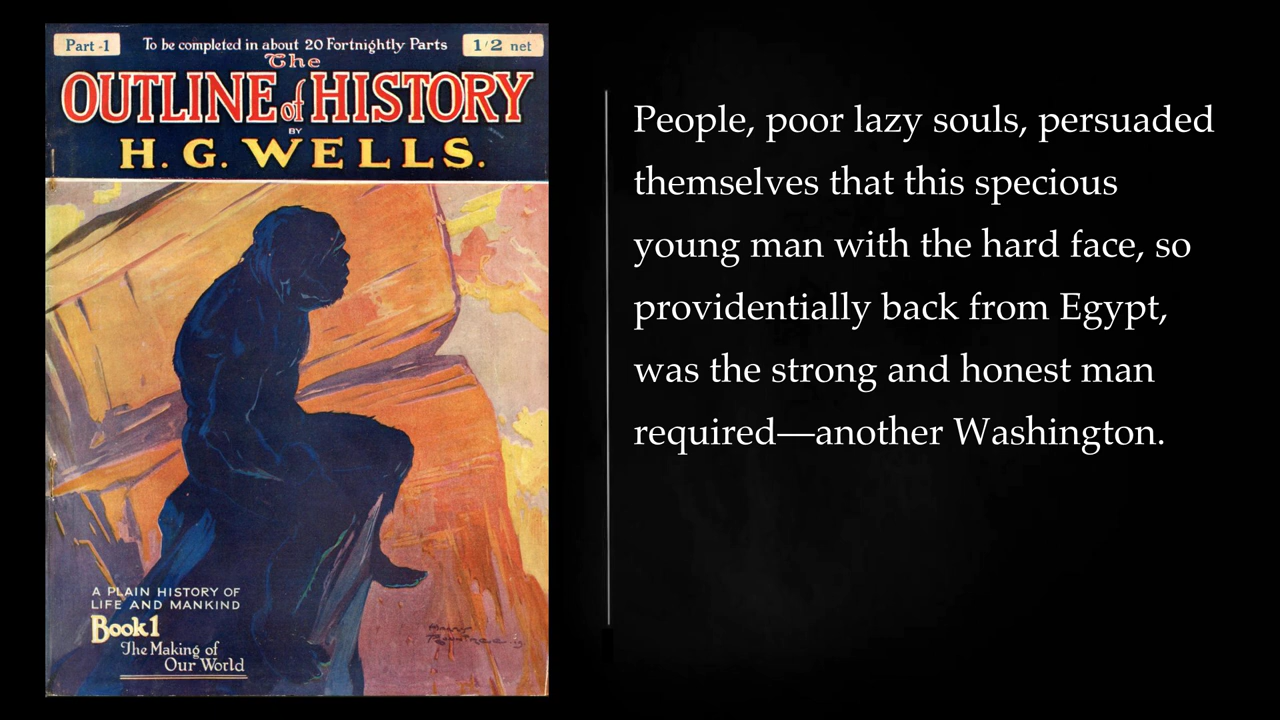 Part -1
To be completed in about 20 Fortnightly Parts
1/2 net
The
OUTLINE of HISTORY
BY
H. G. WELLS.
A PLAIN HISTORY OF
LIFE AND MANKIND
Book 1
The Making of
Our World
People, poor lazy souls, persuaded
themselves that this specious
young man with the hard face, so
providentially back from Egypt,
was the strong and honest man
required—another Washington.